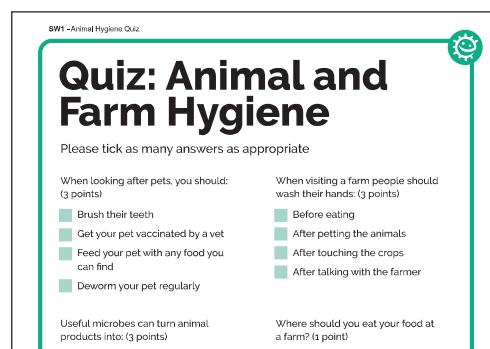 SW1 - Animal Hygiene Quiz
Quiz: Animal and
Farm Hygiene
Please tick as many answers as appropriate
When looking after pets, you should:
(3 points)
Brush their teeth
Get your pet vaccinated by a vet
Feed your pet with any food you
can find
Deworm your pet regularly
When visiting a farm people should
wash their hands: (3 points)
Before eating
After petting the animals
After touching the crops
After talking with the farmer
Useful microbes can turn animal
products into: (3 points)
Where should you eat your food at
a farm? (1 point)